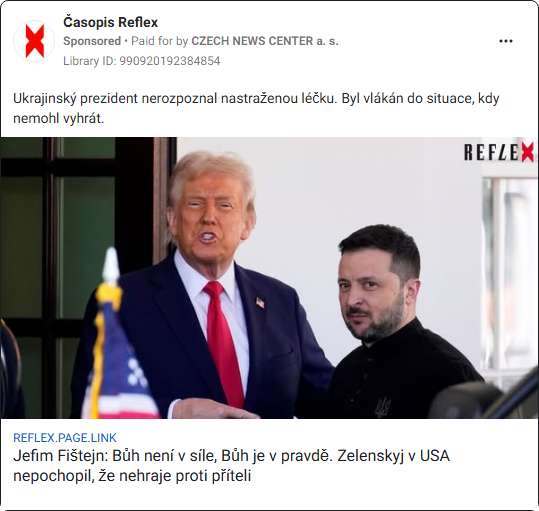 Časopis Reflex
Sponsored • Paid for by CZECH NEWS CENTER a. s.
Library ID: 990920192384854
Ukrajinský prezident nerozpoznal nastraženou léčku. Byl vlákán do situace, kdy
nemohl vyhrát.
REFLEX
REFLEX.PAGE.LINK
Jefim Fištejn: Bůh není v síle, Bůh je v pravdě. Zelenskyj v USA
nepochopil, že nehraje proti příteli